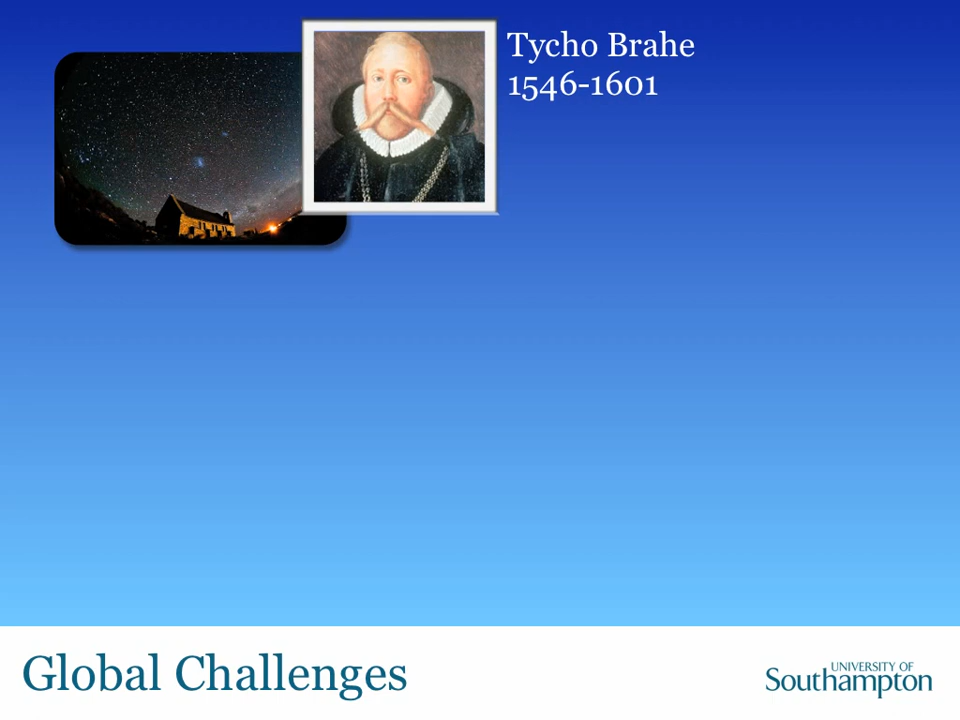 Tycho Brahe
1546-1601
Global Challenges
UNIVERSITY OF
Southampton